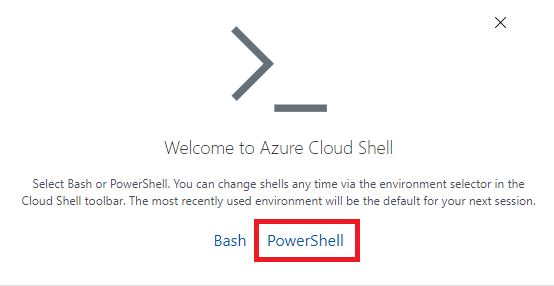 Welcome to Azure Cloud Shell
Select Bash or PowerShell. You can change shells any time via the environment selector in the
Cloud Shell toolbar. The most recently used environment will be the default for your next session.
Bash PowerShell